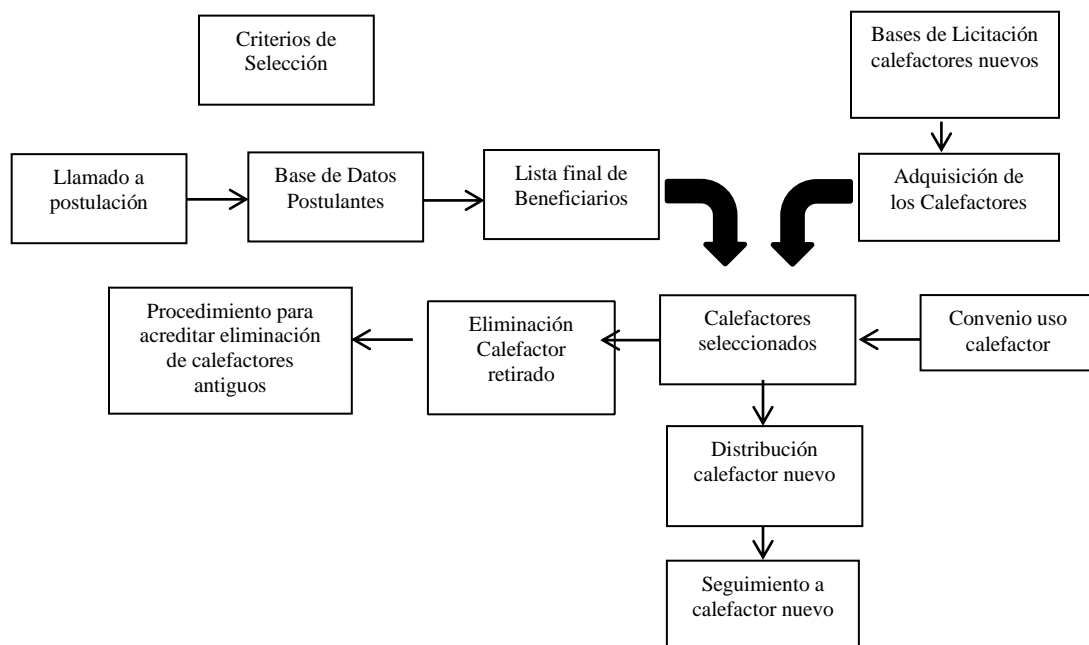 Criterios de
Selección
Bases de Licitación
calefactores nuevos
Llamado a
postulación
Base de Datos
Postulantes
Lista final de
Beneficiarios
Adquisición de
los Calefactores
Procedimiento para
acreditar eliminación
de calefactores
antiguos
Eliminación
Calefactor
retirado
Calefactores
seleccionados
Convenio uso
calefactor
Distribución
calefactor nuevo
Seguimiento a
calefactor nuevo